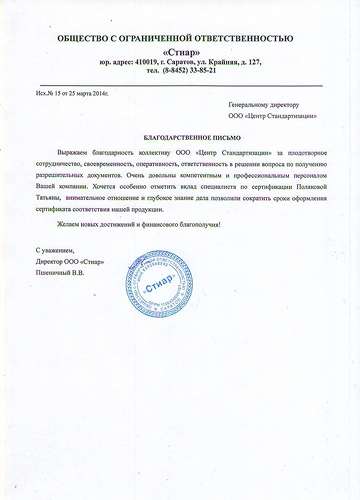 ОБЩЕСТВО С ОГРАНИЧЕННОЙ ОТВЕТСТВЕННОСТЬЮ
«Стиар»
юр. адрес: 410019, г. Саратов, ул. Крайняя, д. 127,
тел. (8-8452) 33-85-21
Исх.№ 15 от 25 марта 2014г.
Генеральному директору
ООО «Центр Стандартизации»
БЛАГОДАРСТВЕННОЕ ПИСЬМО
Выражаем благодарность коллективу ООО «Центр Стандартизации» за плодотворное
сотрудничество, своевременность, оперативность, ответственность в решении вопроса по получению
разрешительных документов. Очень довольны компетентным и профессиональным персоналом
Вашей компании. Хочется особенно отметить вклад специалиста по сертификации Поляковой
Татьяны, внимательное отношение и глубокое знание дела позволили сократить сроки оформления
сертификата соответствия нашей продукции.
Желаем новых достижений и финансового благополучия!
С уважением,
Директор ООО «Стиар»
Пшеничный В.В.
«Стиар»